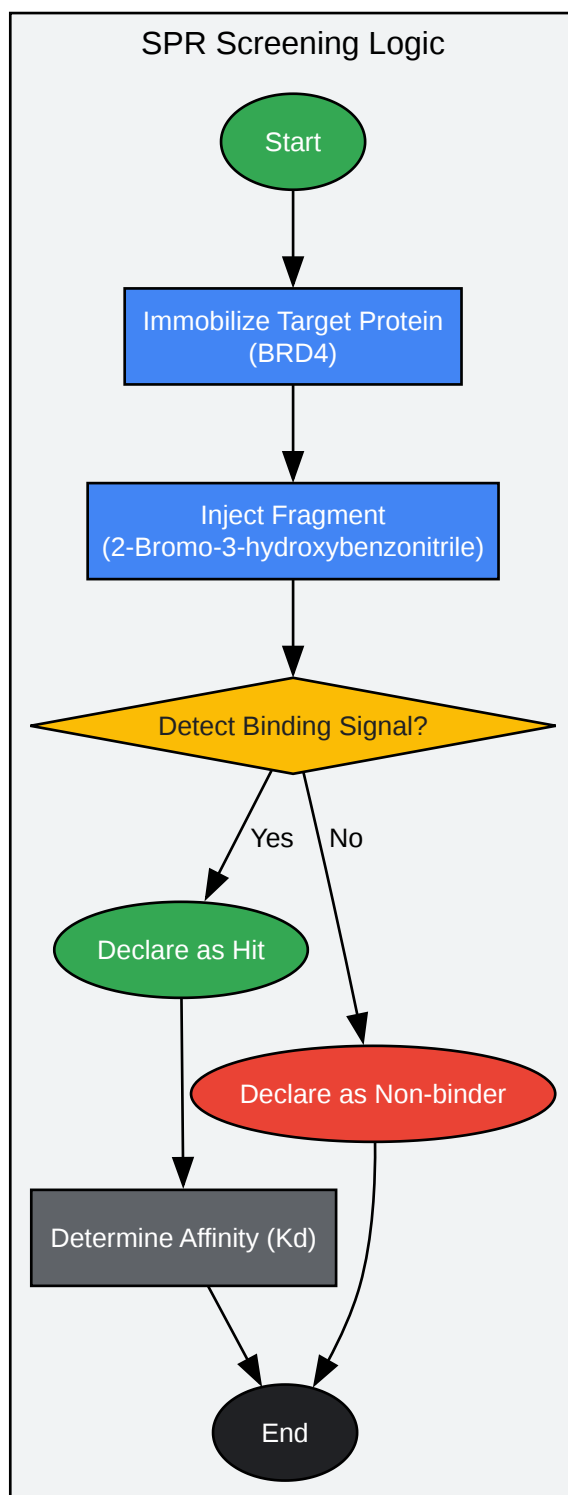 SPR Screening Logic
Start
Immobilize Target Protein
(BRD4)
Inject Fragment
(2-Bromo-3-hydroxybenzonitrile)
Detect Binding Signal?
Yes
No
Declare as Hit
Declare as Non-binder
Determine Affinity (Kd)
End